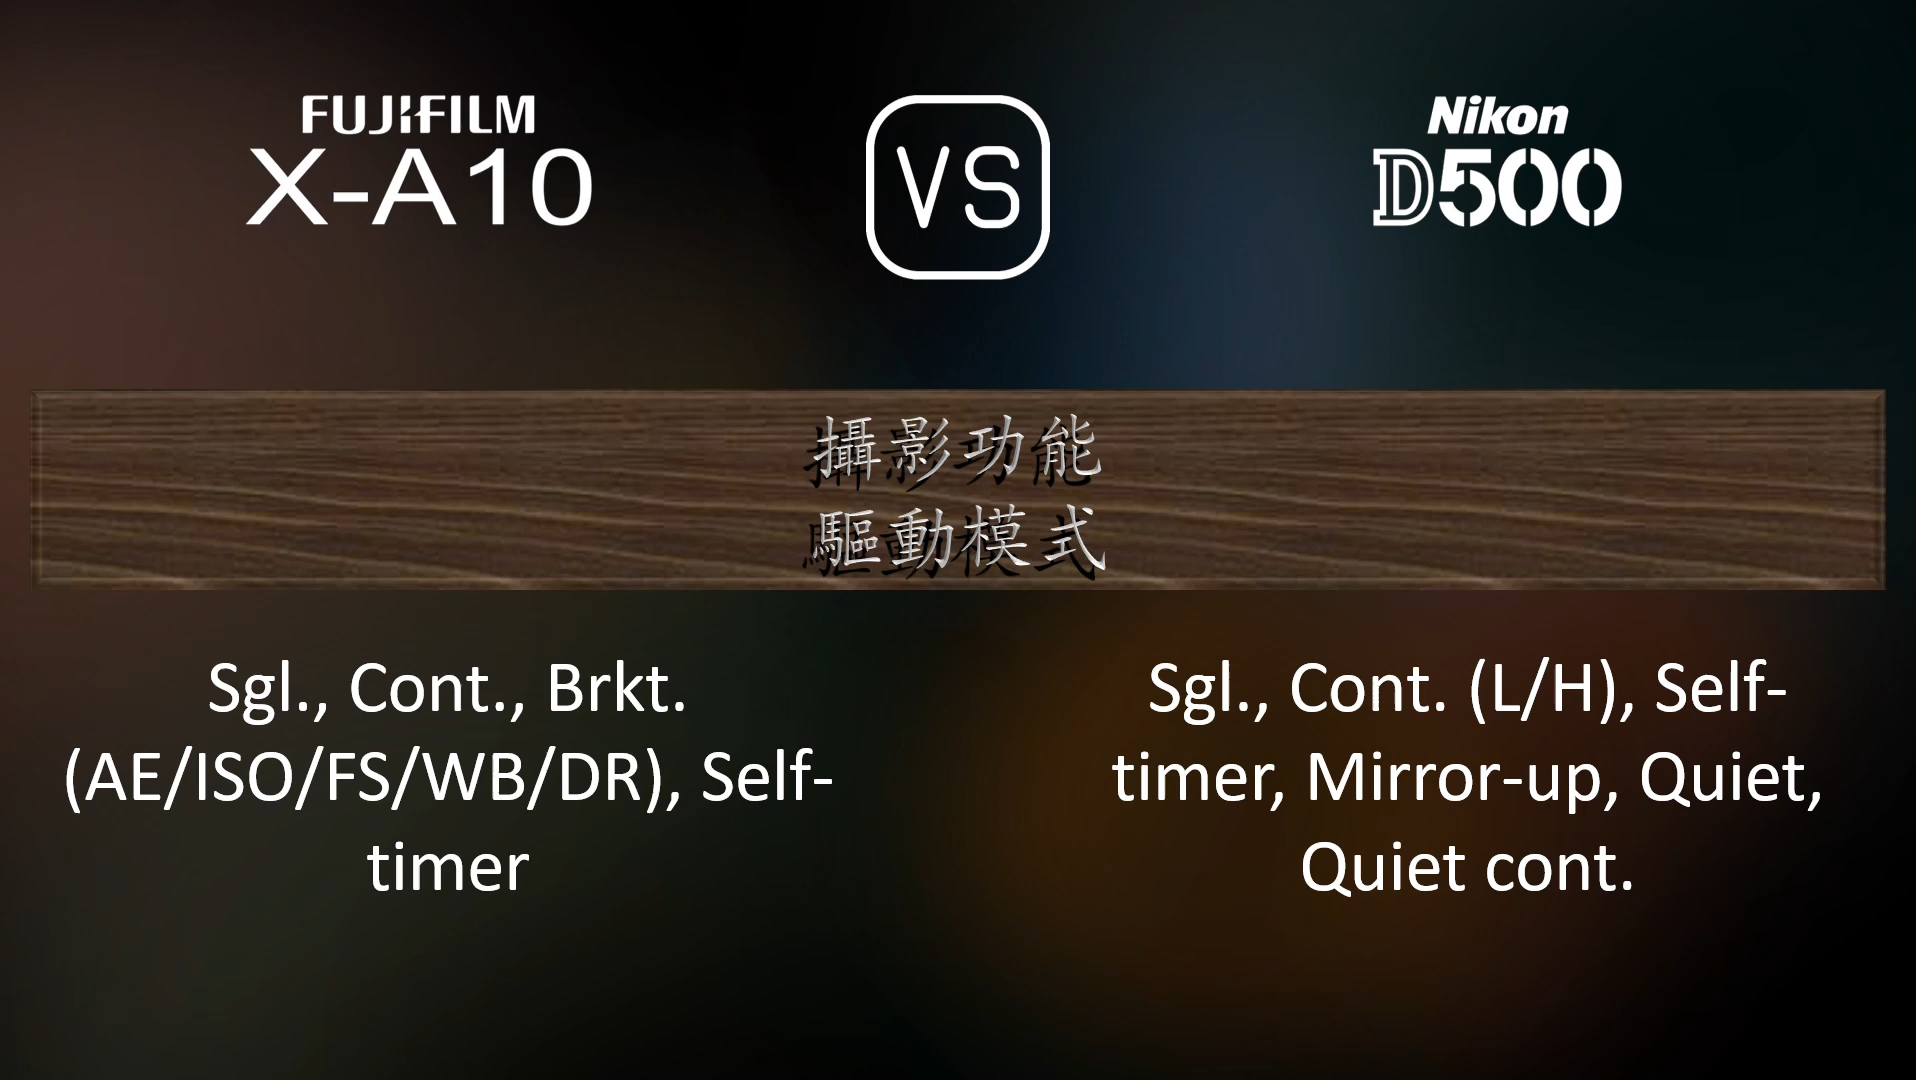 FUJIFILM
X-A10
VS
Nikon
D500
攝影功能
驅動模式
Sgl., Cont., Brkt.
(AE/ISO/FS/WB/DR), Self-
timer
Sgl., Cont. (L/H), Self-
timer, Mirror-up, Quiet,
Quiet cont.